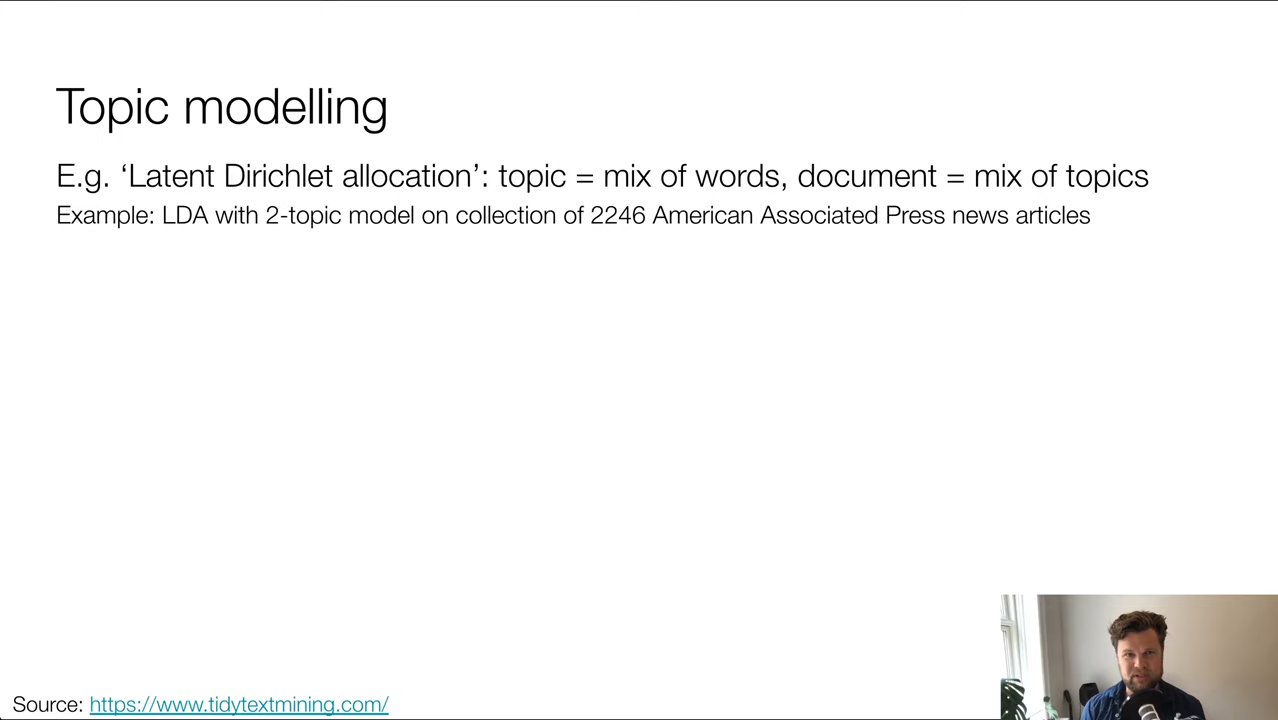 Topic modelling
E.g. ‘Latent Dirichlet allocation’: topic = mix of words, document = mix of topics
Example: LDA with 2-topic model on collection of 2246 American Associated Press news articles
Source: https://www.tidytextmining.com/